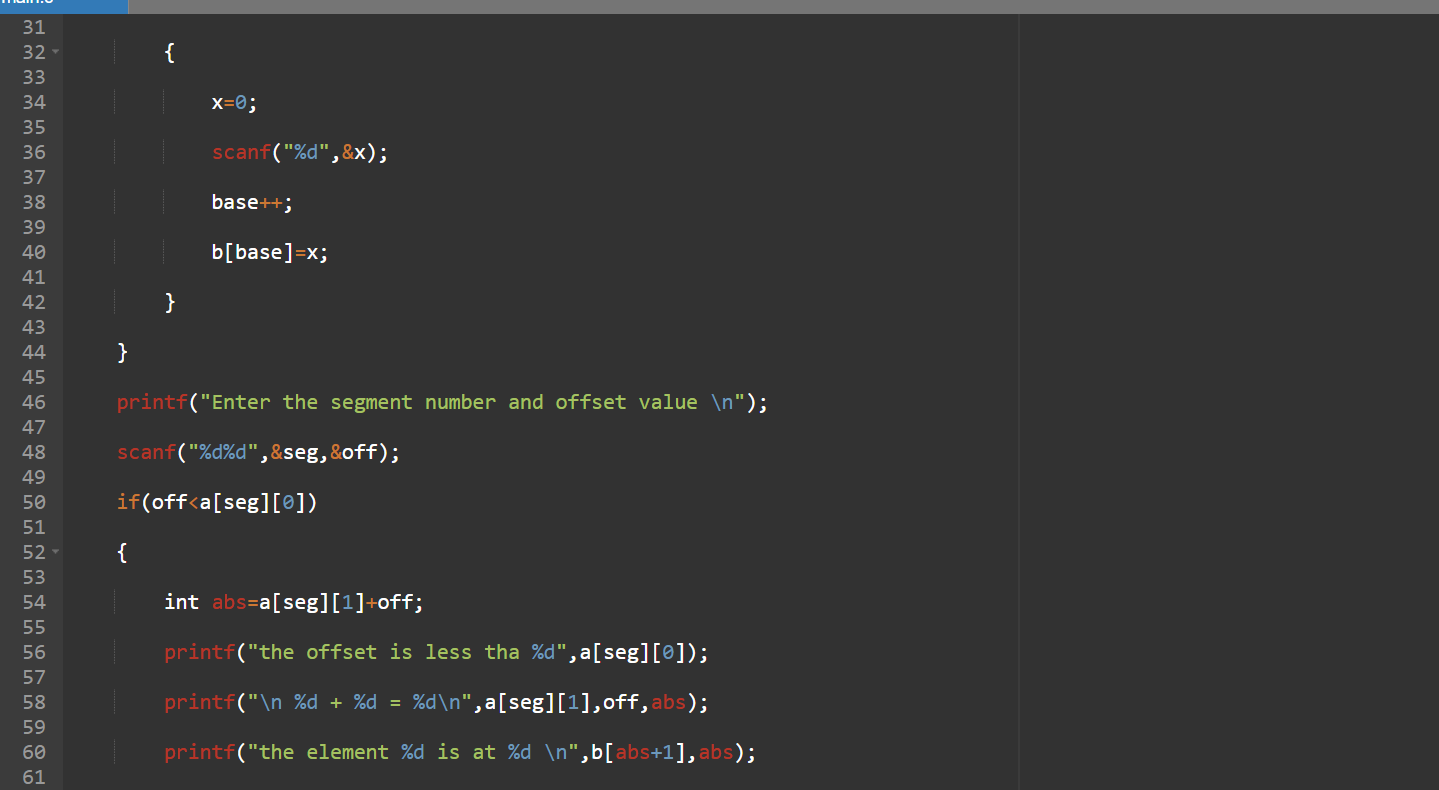 31
32 {
33
34 x=0;
35
36 scanf("%d",&x);
37
38 base++;
39
40 b[base]=x;
41
42 }
43
44 }
45
46 printf("Enter the segment number and offset value \n");
47
48 scanf("%d%d",&seg,&off);
49
50 if(off<a[seg][0])
51
52 {
53
54 int abs=a[seg][1]+off;
55
56 printf("the offset is less tha %d",a[seg][0]);
57
58 printf("\n %d + %d = %d\n",a[seg][1],off,abs);
59
60 printf("the element %d is at %d \n",b[abs+1],abs);
61